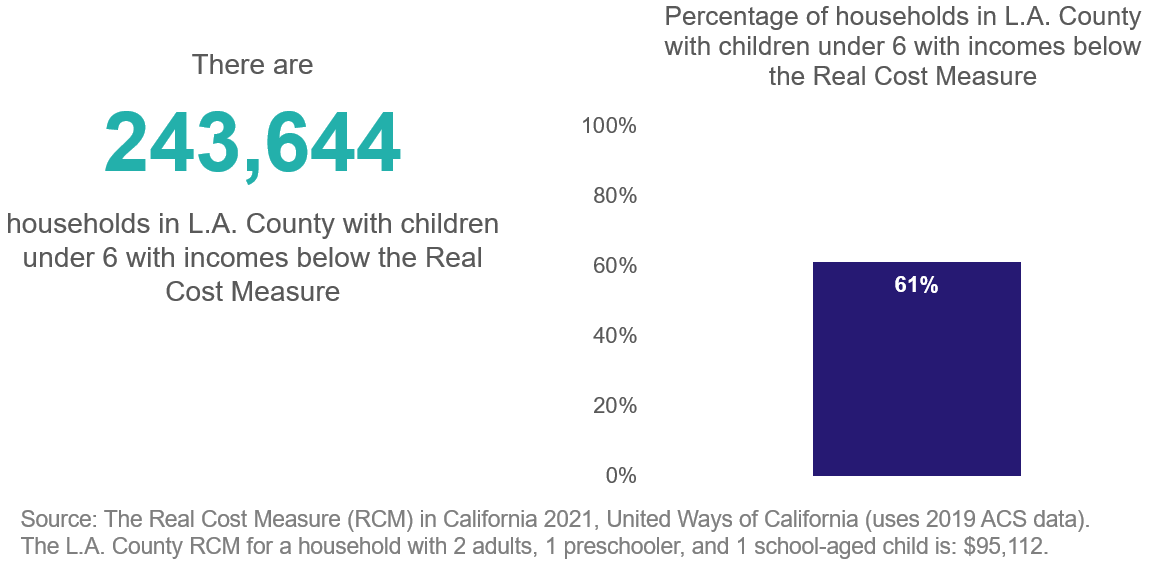 There are
243,644
households in L.A. County with children
under 6 with incomes below the Real
Cost Measure
Percentage of households in L.A. County
with children under 6 with incomes below
the Real Cost Measure
100%
80%
60%
40%
20%
0%
61%
Source: The Real Cost Measure (RCM) in California 2021, United Ways of California (uses 2019 ACS data).
The L.A. County RCM for a household with 2 adults, 1 preschooler, and 1 school-aged child is: $95,112.